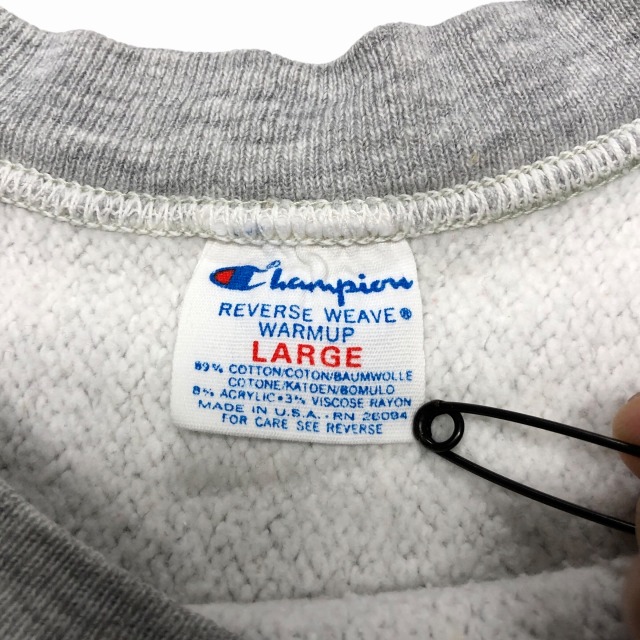 Champion
REVERSE WEAVE®
WARMUP
LARGE
89% COTTON/COTON/BAUMWOLLE
COTONE/KATOEN/BOMULD
8% ACRYLIC • 3% VISCOSE RAYON
MADE IN U.S.A. • RN 26094
FOR CARE SEE REVERSE